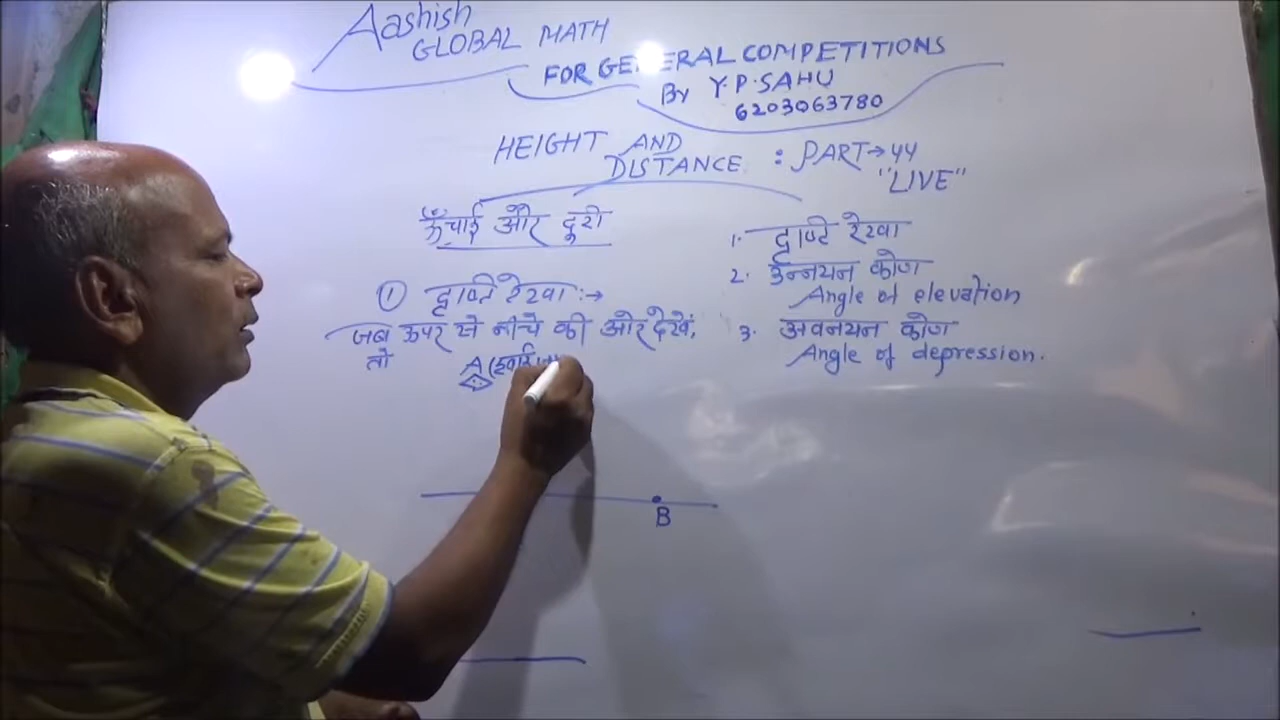 Aashish
GLOBAL MATH
FOR GENERAL COMPETITIONS
By Y.P.SAHU
6203063780
HEIGHT AND
DISTANCE : PART→44
"LIVE"
ऊँचाई और दूरी
1. दृष्टि रेखा
2. उन्नयन कोण
Angle of elevation
3. अवनयन कोण
Angle of depression.
① दृष्टि रेखा :→
जब ऊपर से नीचे की ओर देखें,
तो
A
B